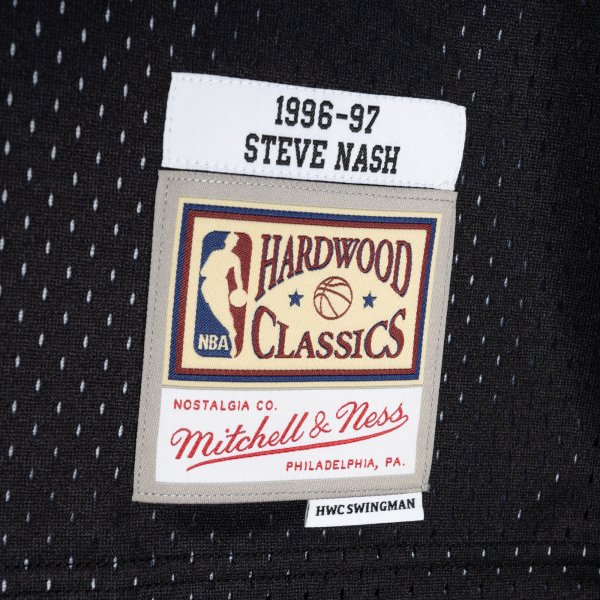 1996-97
STEVE NASH
HARDWOOD
NBA
CLASSICS
NOSTALGIA CO.
Mitchell & Ness
PHILADELPHIA, PA.
HWC SWINGMAN